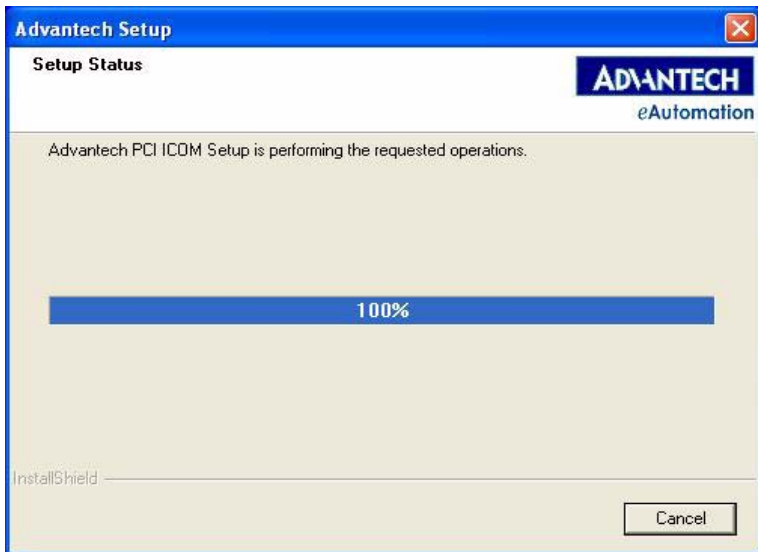 Advantech Setup
Setup Status
ADVANTECH
eAutomation
Advantech PCI ICOM Setup is performing the requested operations.
100%
InstallShield
Cancel